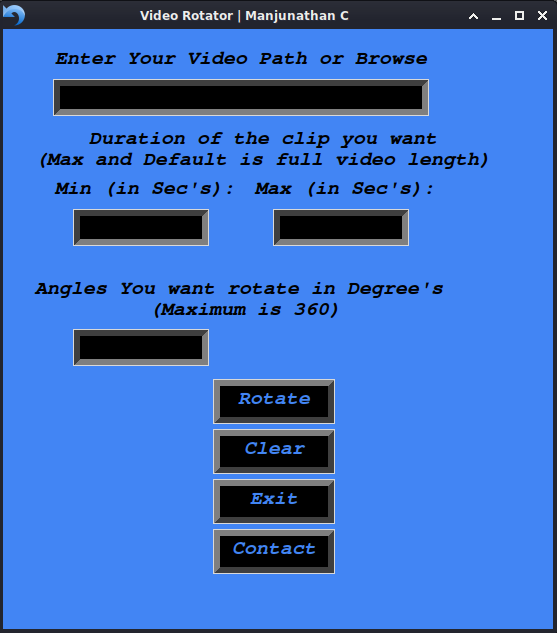 Video Rotator | Manjunathan C
Enter Your Video Path or Browse
Duration of the clip you want
(Max and Default is full video length)
Min (in Sec's): Max (in Sec's):
Angles You want rotate in Degree's
(Maximum is 360)
Rotate
Clear
Exit
Contact